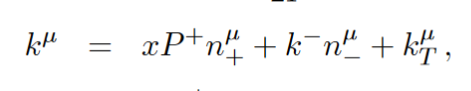 k^μ = xP^+ n_+^μ + k^- n_-^μ + k_T^μ ,